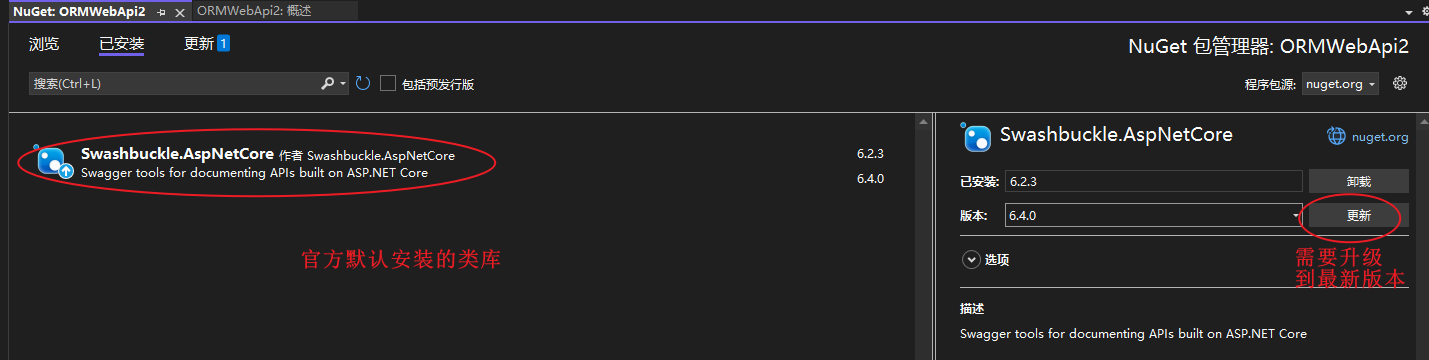 NuGet: ORMWebApi2 ORMWebApi2: 概述
浏览 已安装 更新 1
NuGet 包管理器: ORMWebApi2
搜索(Ctrl+L) 包括预发行版
程序包源: nuget.org
Swashbuckle.AspNetCore 作者 Swashbuckle.AspNetCore 6.2.3
Swagger tools for documenting APIs built on ASP.NET Core 6.4.0
官方默认安装的类库
Swashbuckle.AspNetCore nuget.org
已安装: 6.2.3 卸载
版本: 6.4.0 更新
需要升级
到最新版本
选项
描述
Swagger tools for documenting APIs built on ASP.NET Core